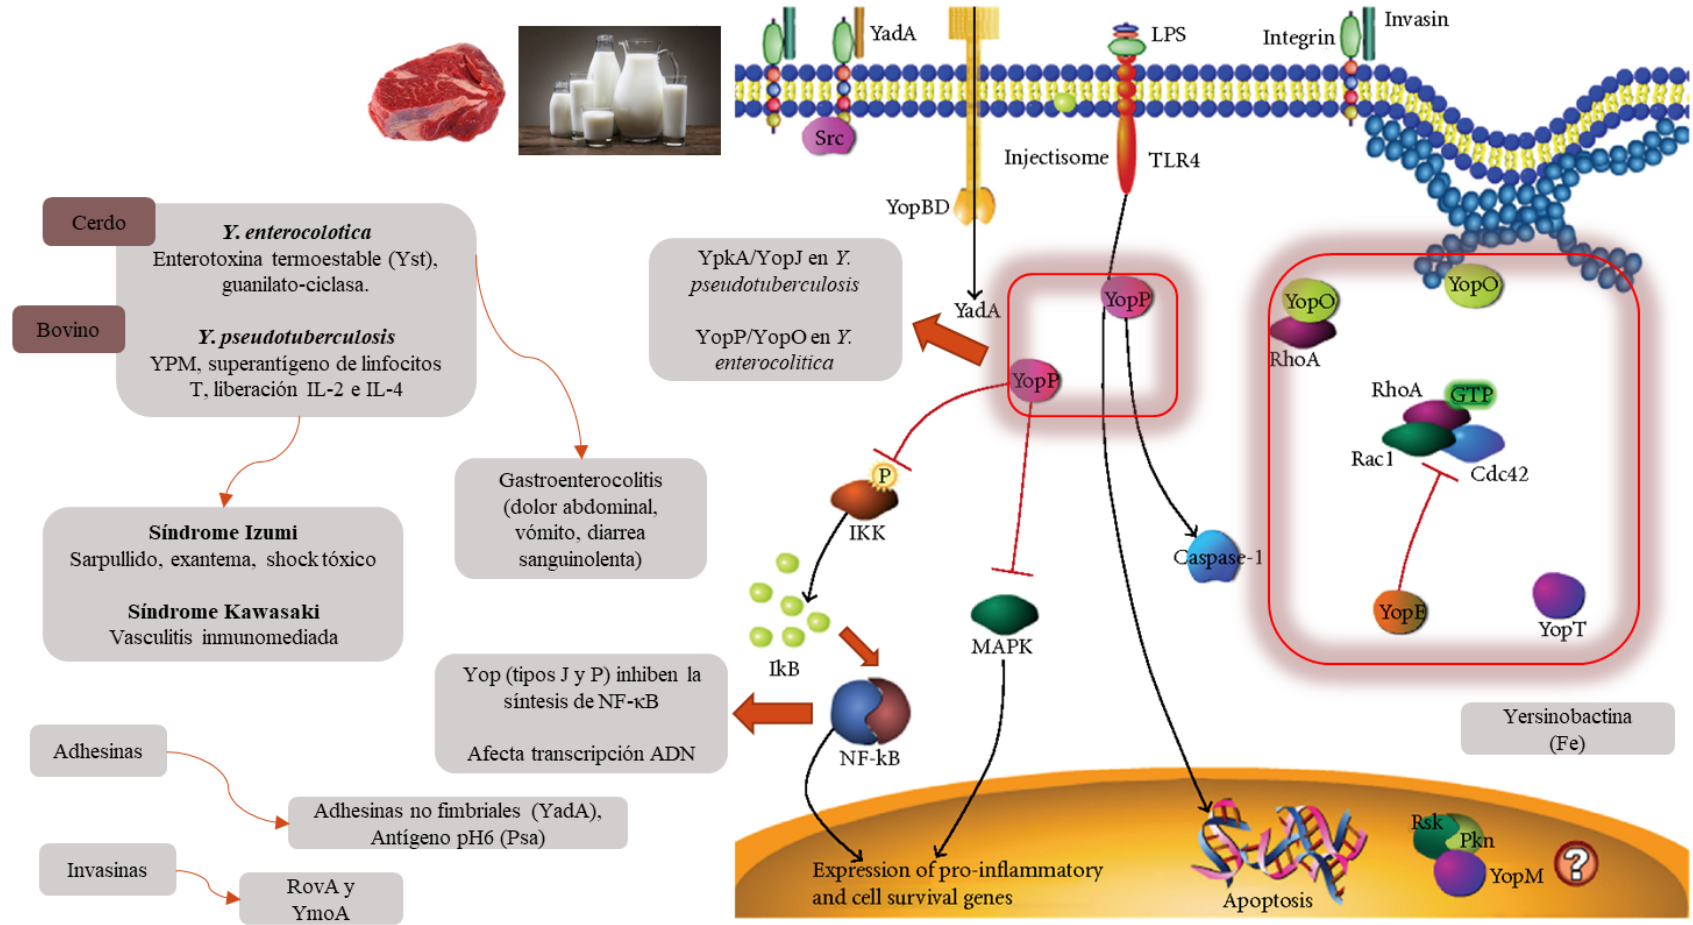 Cerdo
Y. enterocolotica
Enterotoxina termoestable (Yst),
guanilato-ciclasa.
Bovino
Y. pseudotuberculosis
YPM, superantígeno de linfocitos
T, liberación IL-2 e IL-4
Síndrome Izumi
Sarpullido, exantema, shock tóxico
Síndrome Kawasaki
Vasculitis inmunomediada
Gastroenterocolitis
(dolor abdominal,
vómito, diarrea
sanguinolenta)
Adhesinas
Adhesinas no fimbriales (YadA),
Antígeno pH6 (Psa)
Invasinas
RovA y
YmoA
YpkA/YopJ en Y.
pseudotuberculosis
YopP/YopO en Y.
enterocolitica
Yop (tipos J y P) inhiben la
síntesis de NF-κB
Afecta transcripción ADN
YadA
Src
LPS
Integrin
Invasin
Injectisome
TLR4
YopBD
YadA
YopP
YopP
P
IKK
IkB
NF-kB
MAPK
Caspase-1
YopO
RhoA
YopO
RhoA
GTP
Rac1
Cdc42
YopE
YopT
Yersinobactina
(Fe)
Expression of pro-inflammatory
and cell survival genes
Apoptosis
Rsk
Pkn
YopM
?